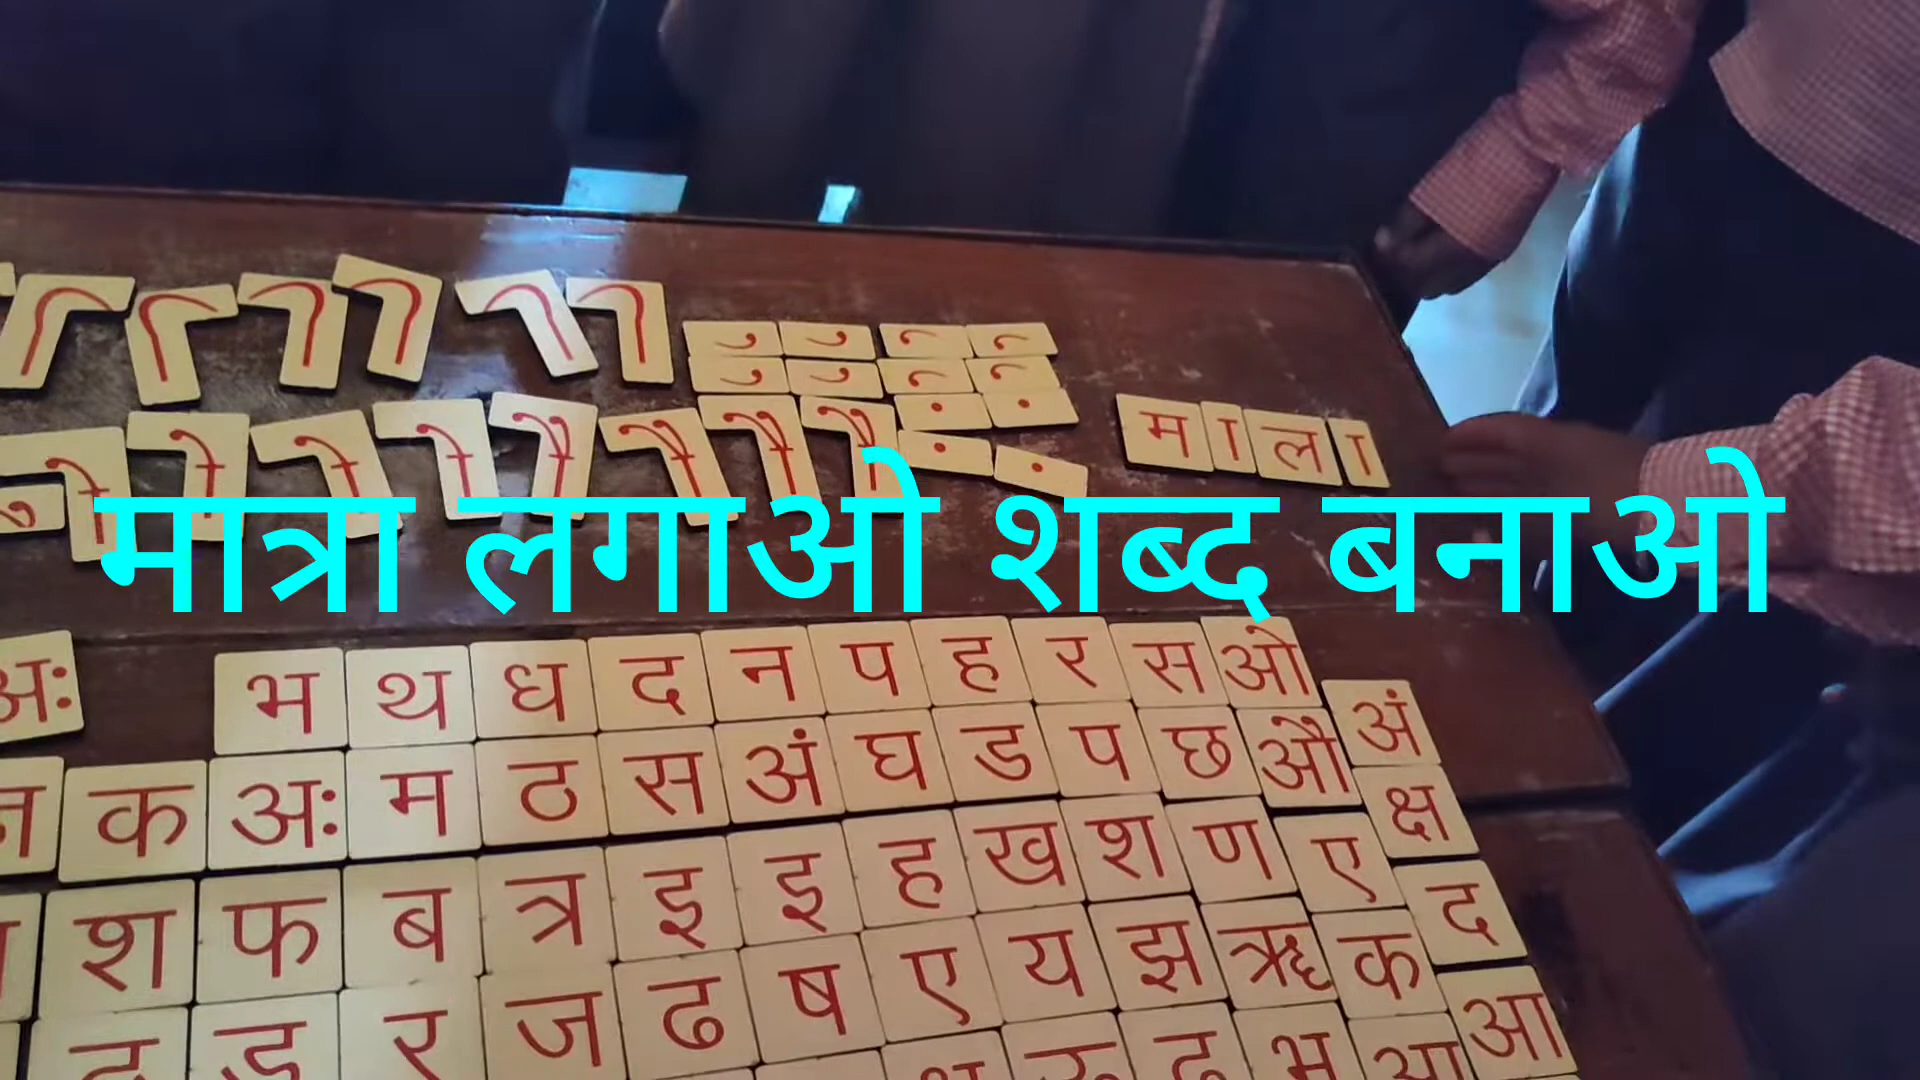 माला
मात्रा लगाओ शब्द बनाओ
अः भ थ ध द न प ह र स ओ
न क अः म ठ स अं घ ड प छ औ अं
श फ ब त्र इ इ ह ख श ण ए क्ष
ज ढ ष ए य झ ऋ क द
ड र आ